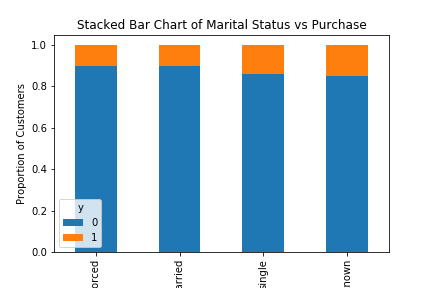 Stacked Bar Chart of Marital Status vs Purchase
Proportion of Customers
1.0
0.8
0.6
0.4
0.2
0.0
y
0
1
orced
arried
single
nown